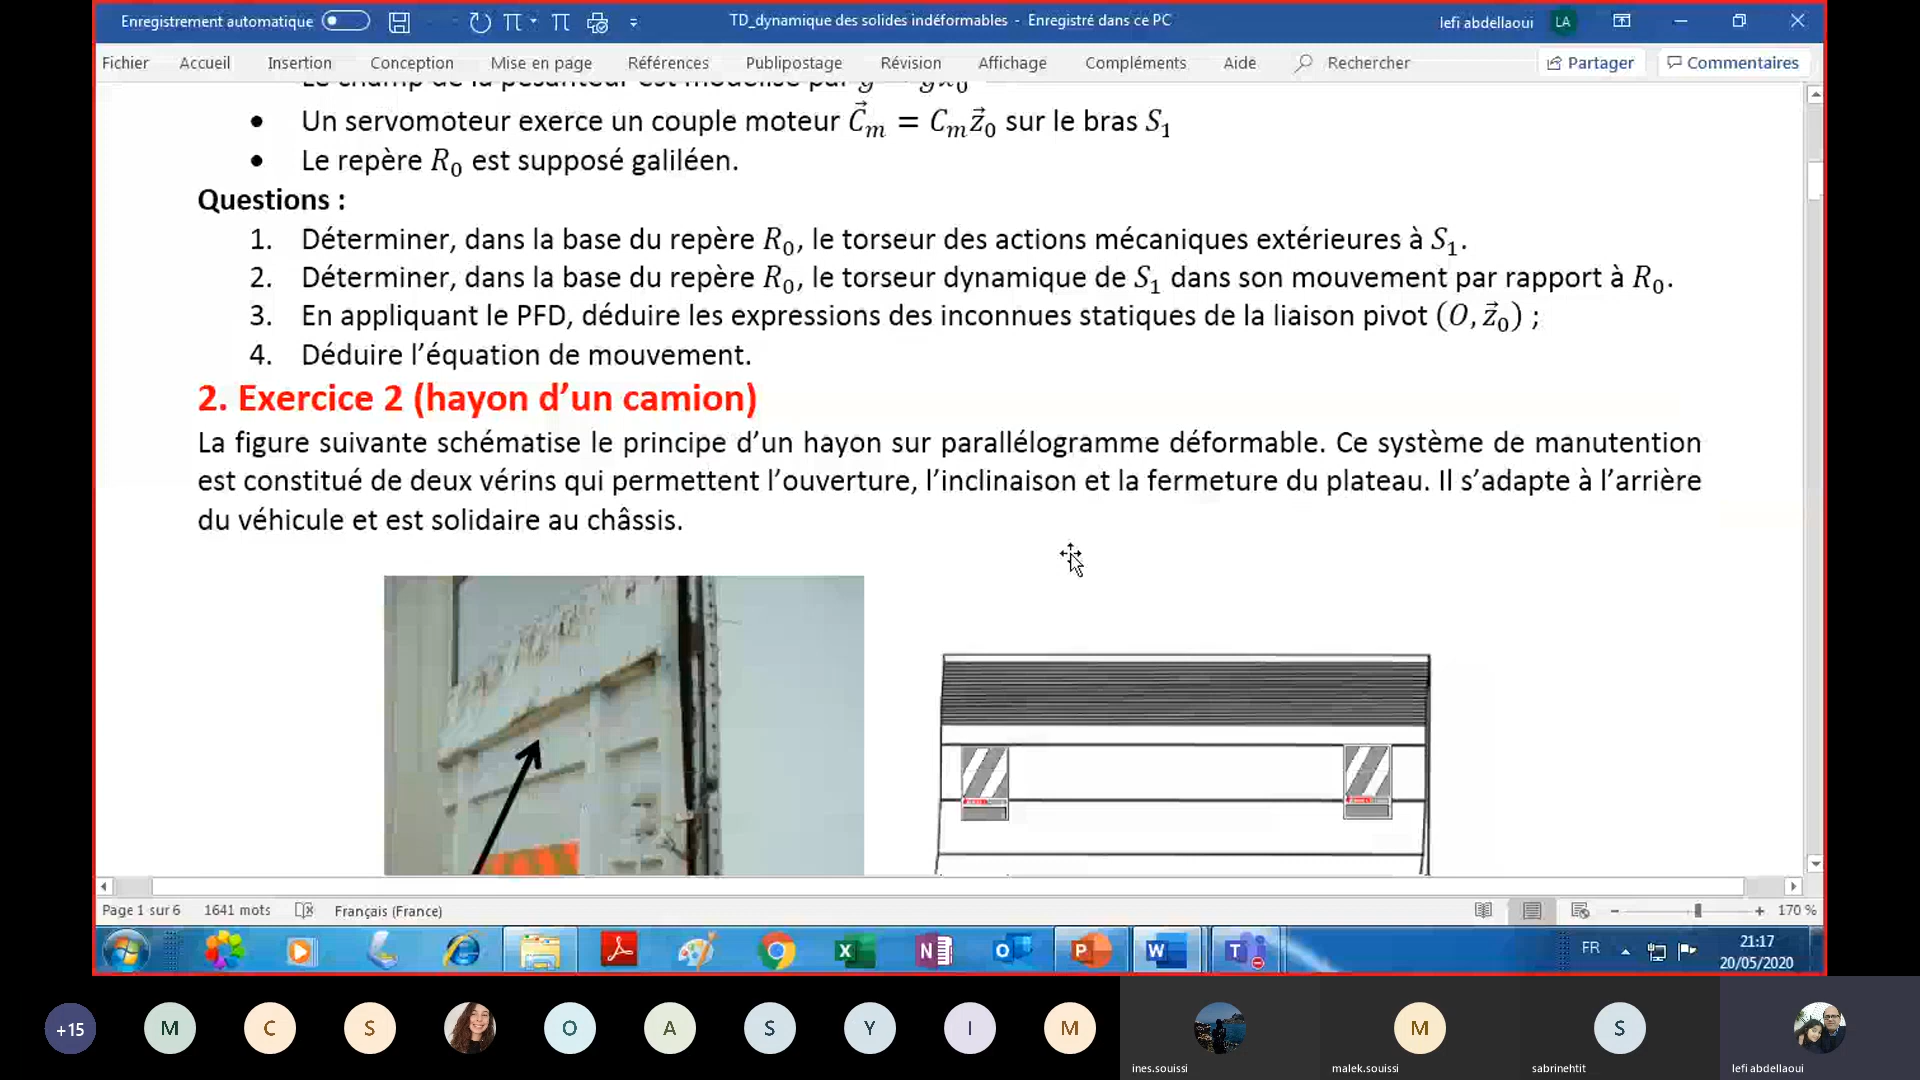 Enregistrement automatique
TD_dynamique des solides indéformables - Enregistré dans ce PC
lefi abdellaoui LA
Fichier Accueil Insertion Conception Mise en page Références Publipostage Révision Affichage Compléments Aide Rechercher Partager Commentaires
• Un servomoteur exerce un couple moteur C⃗ₘ = Cₘz⃗₀ sur le bras S₁
• Le repère R₀ est supposé galiléen.
Questions :
1. Déterminer, dans la base du repère R₀, le torseur des actions mécaniques extérieures à S₁.
2. Déterminer, dans la base du repère R₀, le torseur dynamique de S₁ dans son mouvement par rapport à R₀.
3. En appliquant le PFD, déduire les expressions des inconnues statiques de la liaison pivot (O, z⃗₀) ;
4. Déduire l’équation de mouvement.
2. Exercice 2 (hayon d’un camion)
La figure suivante schématise le principe d’un hayon sur parallélogramme déformable. Ce système de manutention
est constitué de deux vérins qui permettent l’ouverture, l’inclinaison et la fermeture du plateau. Il s’adapte à l’arrière
du véhicule et est solidaire au châssis.
Page 1 sur 6 1641 mots Français (France) 170 %
FR 21:17
20/05/2020
+15 M C S O A S Y I M M S
ines.souissi malek.souissi sabrinehtit lefi abdellaoui